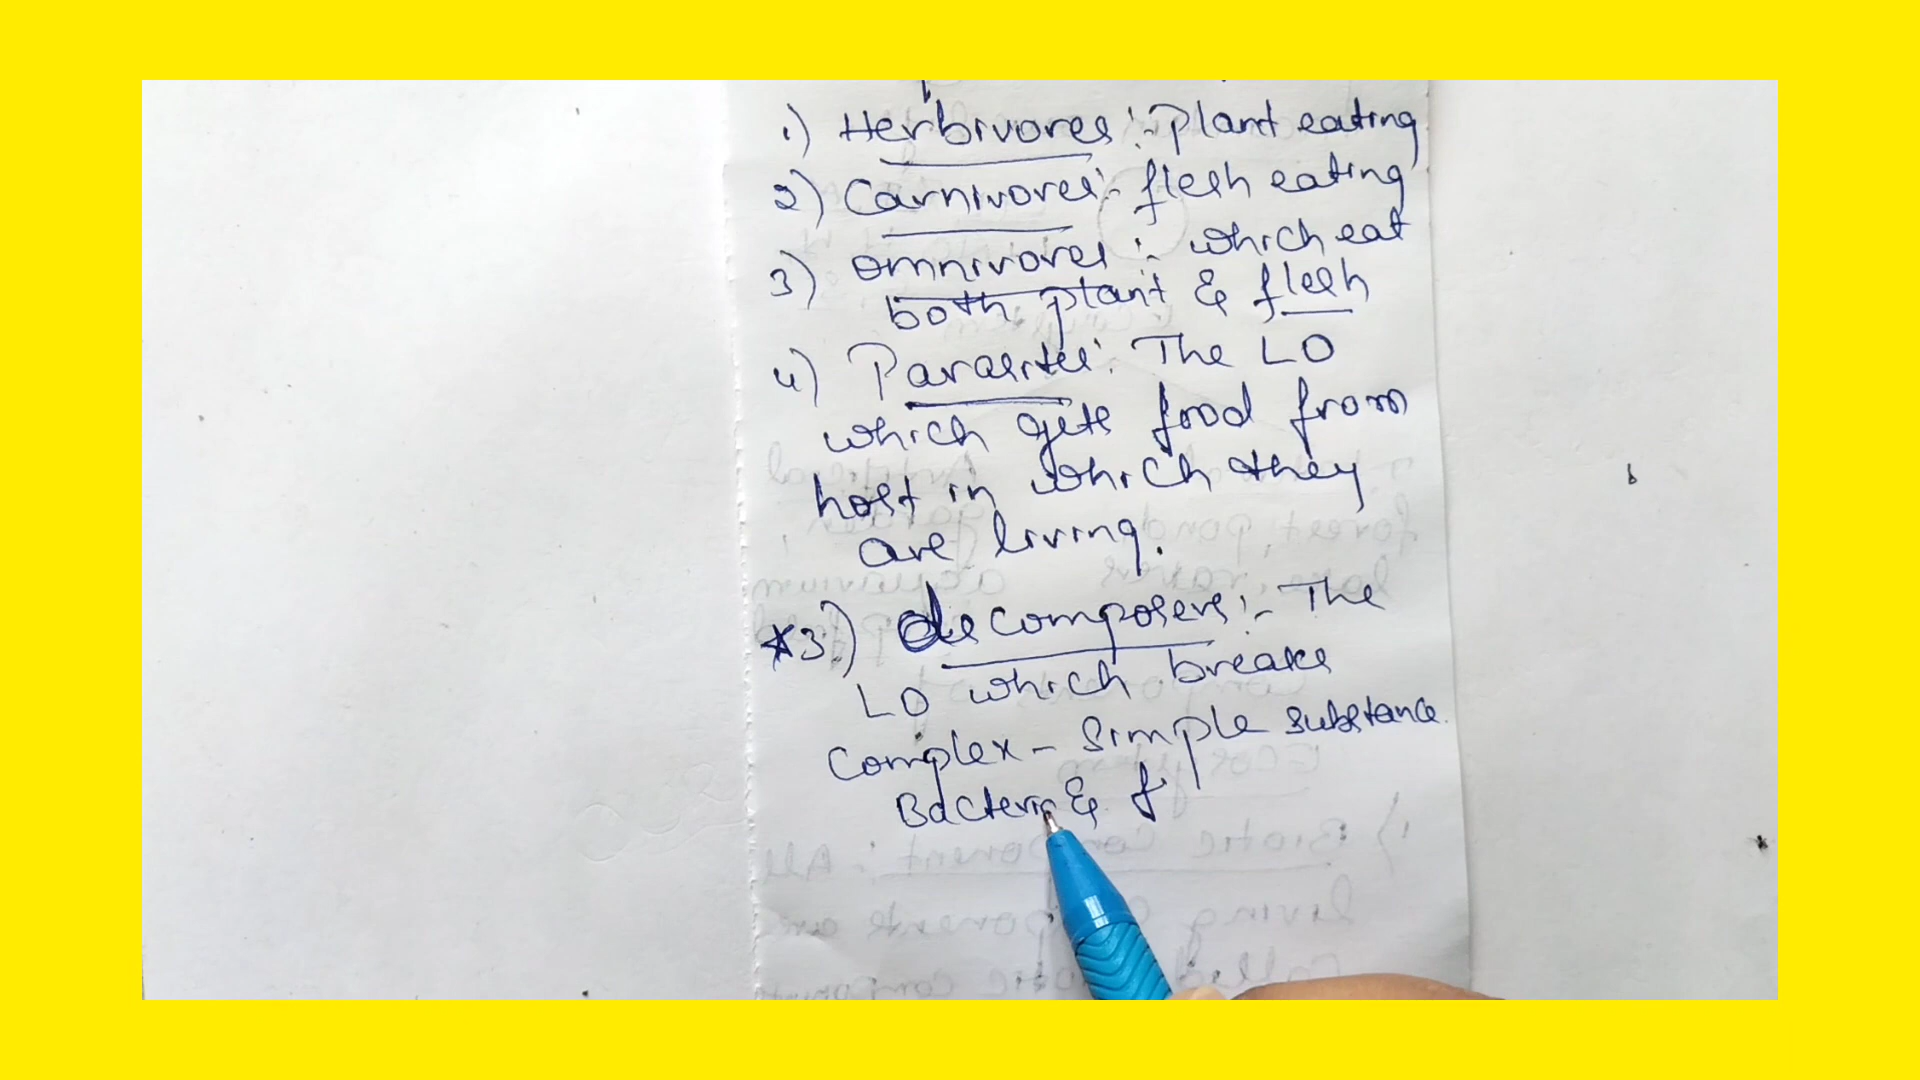 1) Herbivores :- Plant eating
2) Carnivores :- flesh eating
3) omnivores :- which eat
both plant & flesh
4) Parasites : The LO
which gets food from
host in which they
are living.
*3) decomposers :- The
LO which breaks
Complex - Simple substance.
Bacteria & f